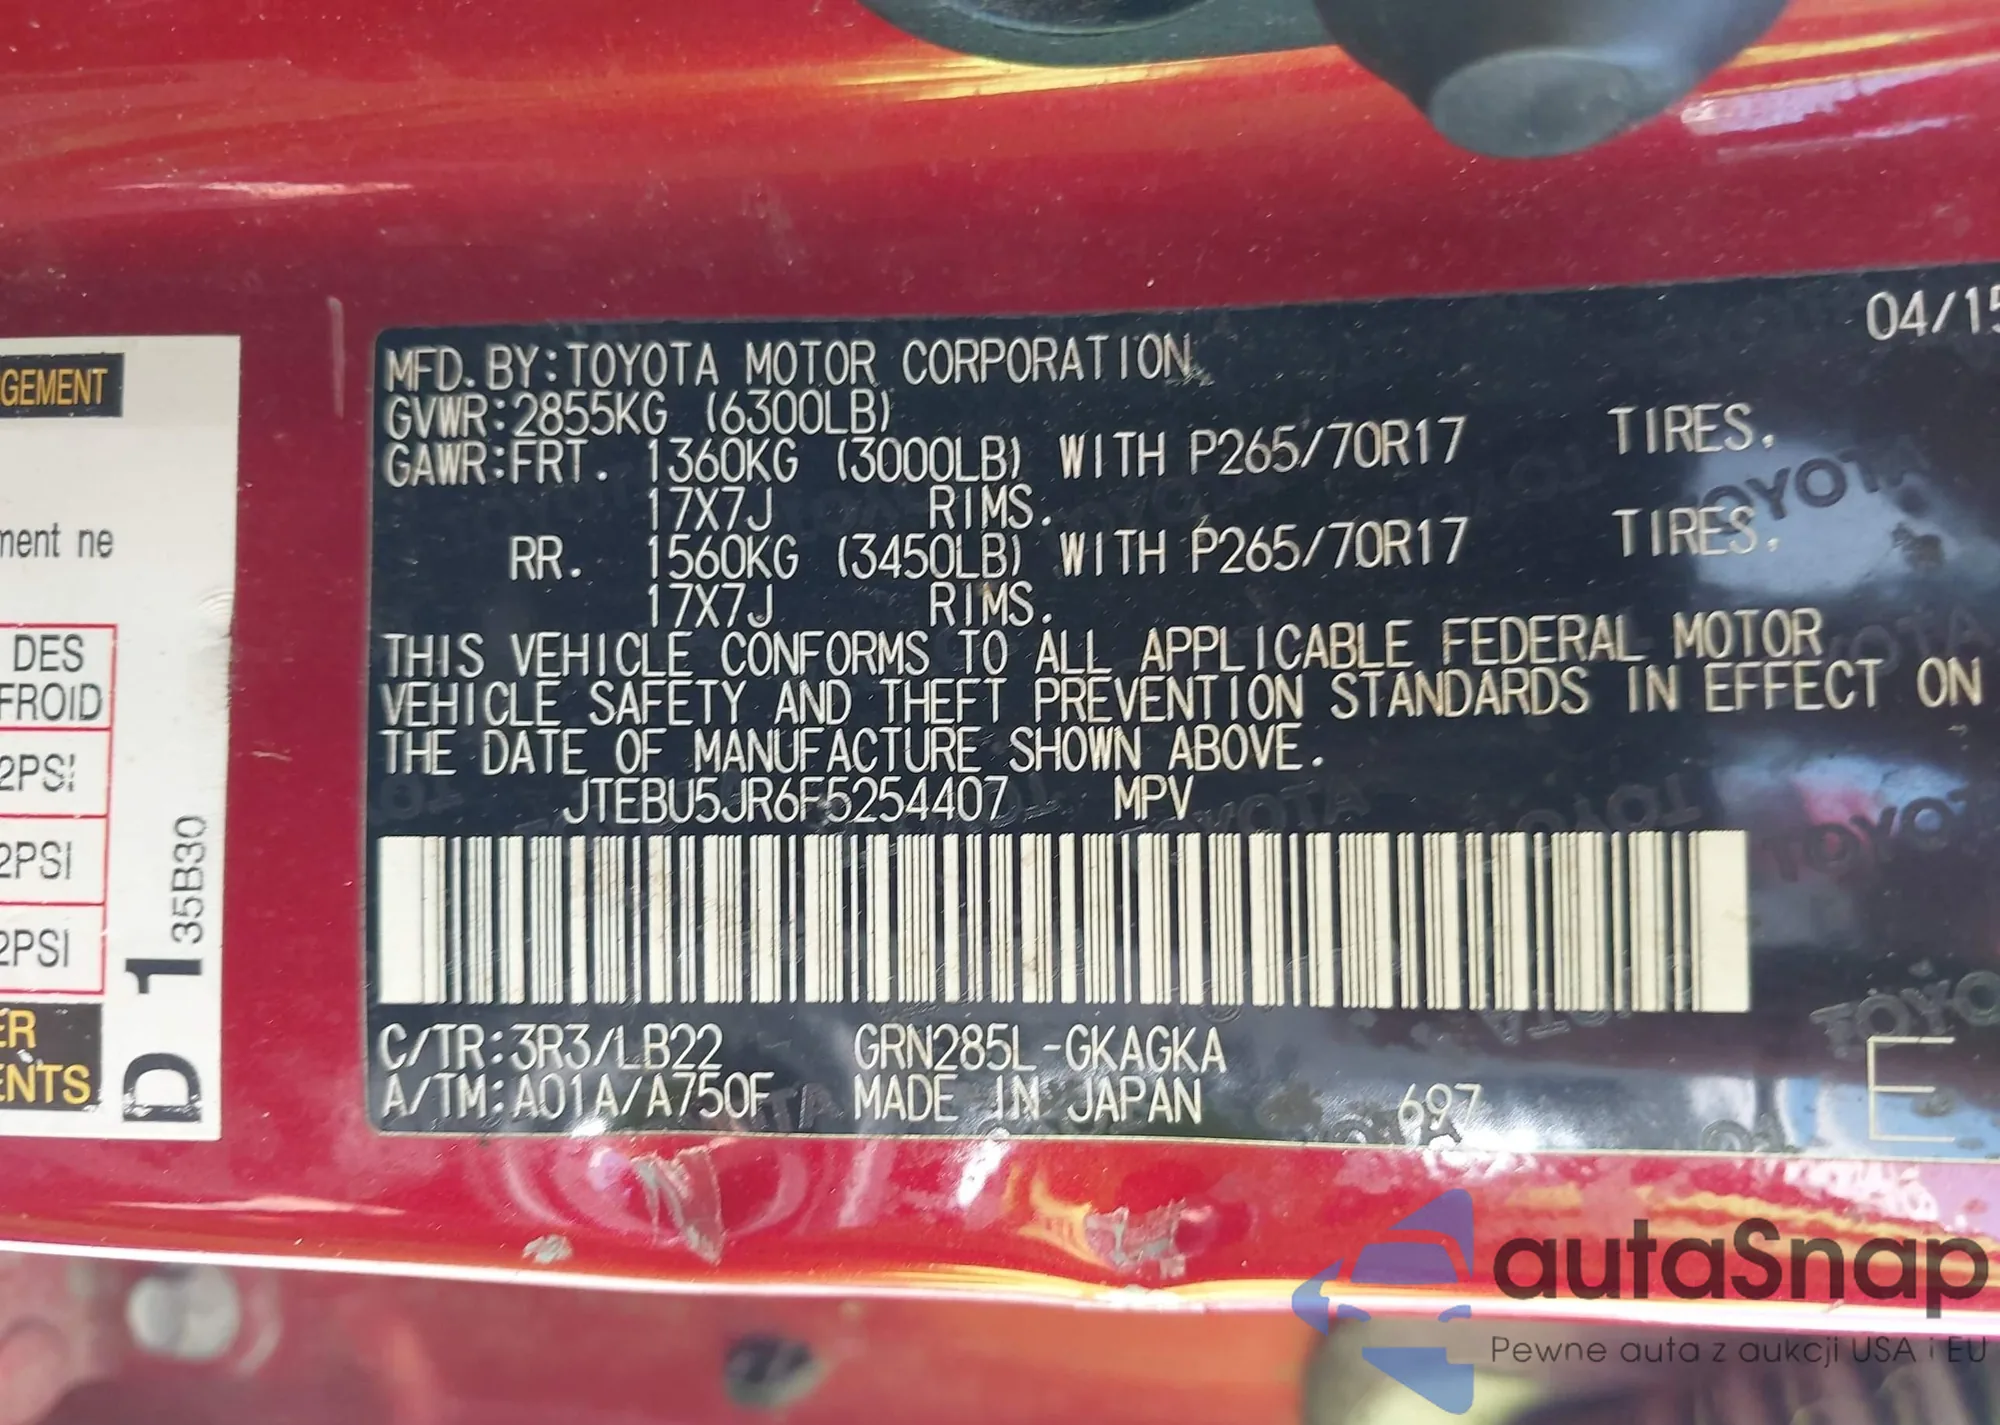 GEMENT
ment ne
DES
FROID
2PSI
2PSI
2PSI
ER
ENTS
D 1 35B30
04/15
MFD. BY:TOYOTA MOTOR CORPORATION
GVWR:2855KG (6300LB)
GAWR:FRT. 1360KG (3000LB) WITH P265/70R17 TIRES.
17X7J RIMS.
RR. 1560KG (3450LB) WITH P265/70R17 TIRES.
17X7J RIMS.
THIS VEHICLE CONFORMS TO ALL APPLICABLE FEDERAL MOTOR
VEHICLE SAFETY AND THEFT PREVENTION STANDARDS IN EFFECT ON
THE DATE OF MANUFACTURE SHOWN ABOVE.
JTEBU5JR6F5254407 MPV
C/TR:3R3/LB22 GRN285L-GKAGKA
A/TM:A01A/A750F MADE IN JAPAN 697 E
autaSnap
Pewne auta z aukcji USA i EU